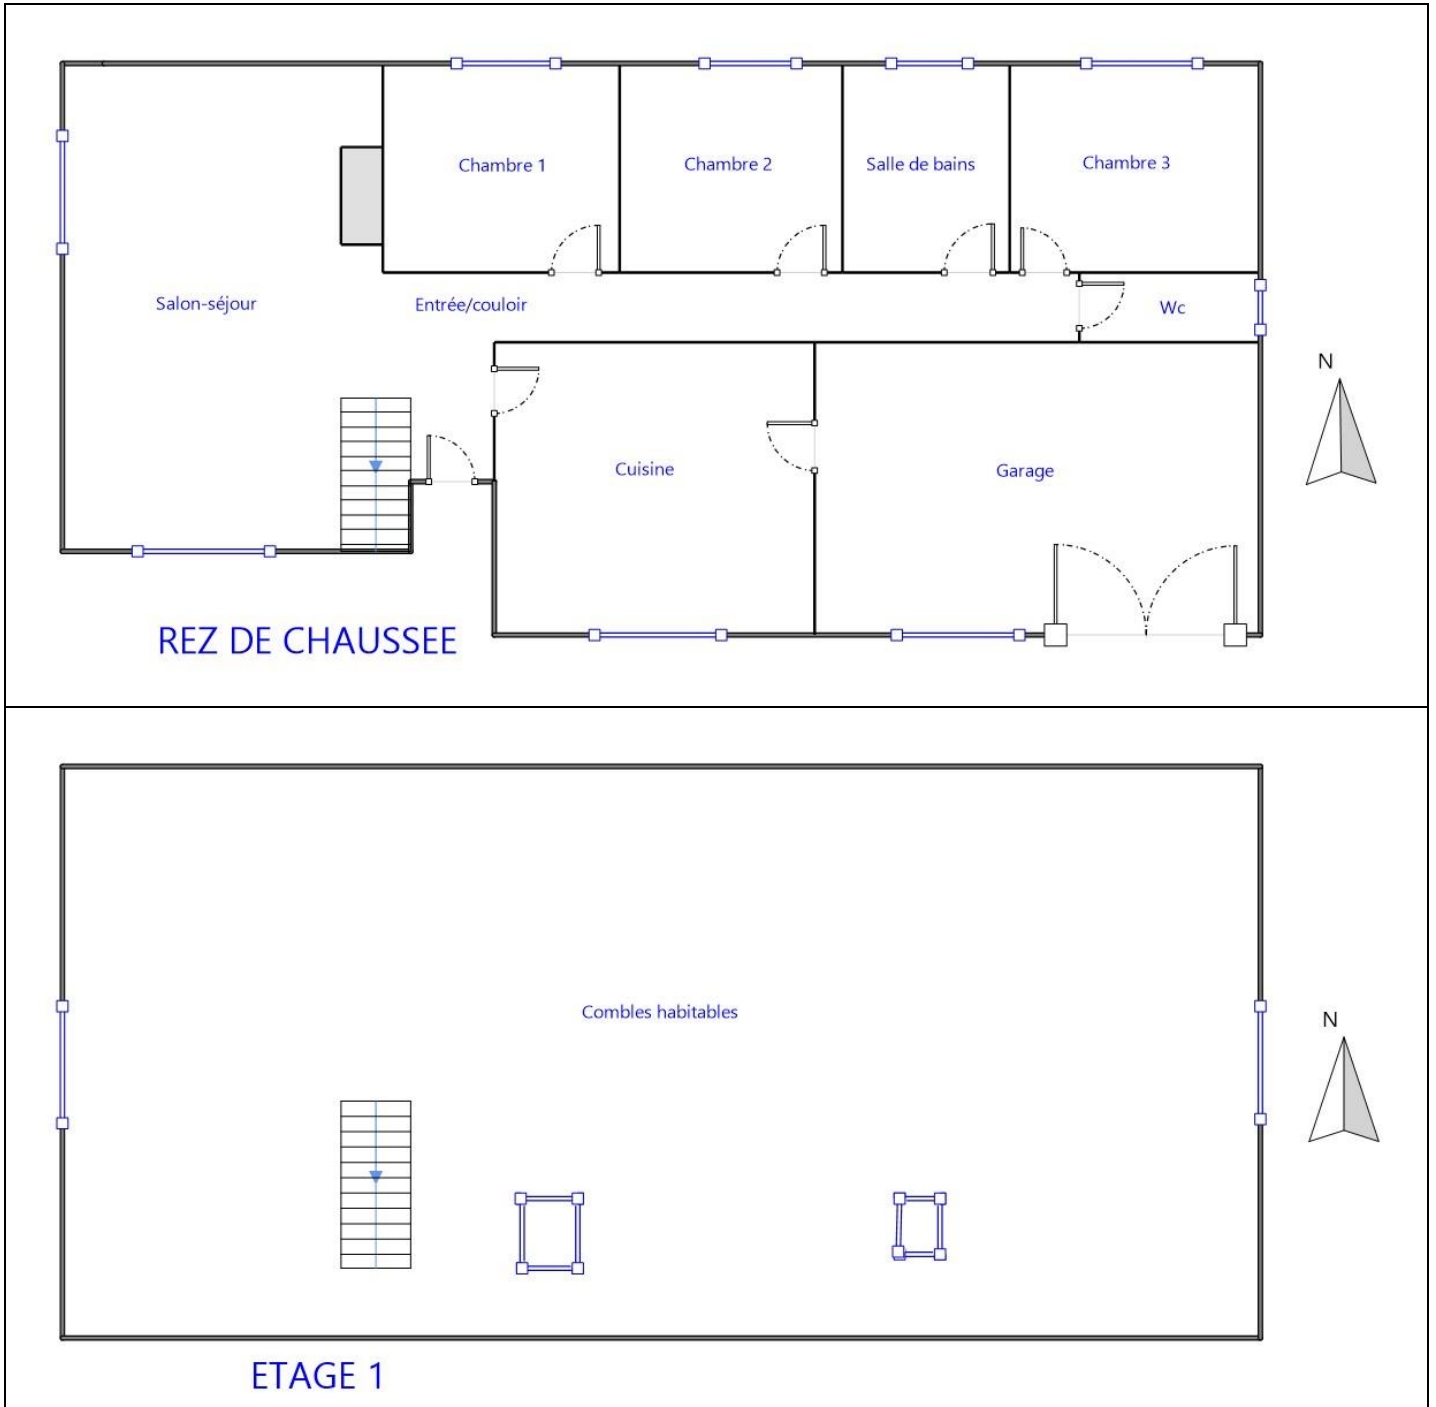 Chambre 1
Chambre 2
Salle de bains
Chambre 3
Salon-séjour
Entrée/couloir
Wc
N
Cuisine
Garage
REZ DE CHAUSSEE
Combles habitables
N
ETAGE 1